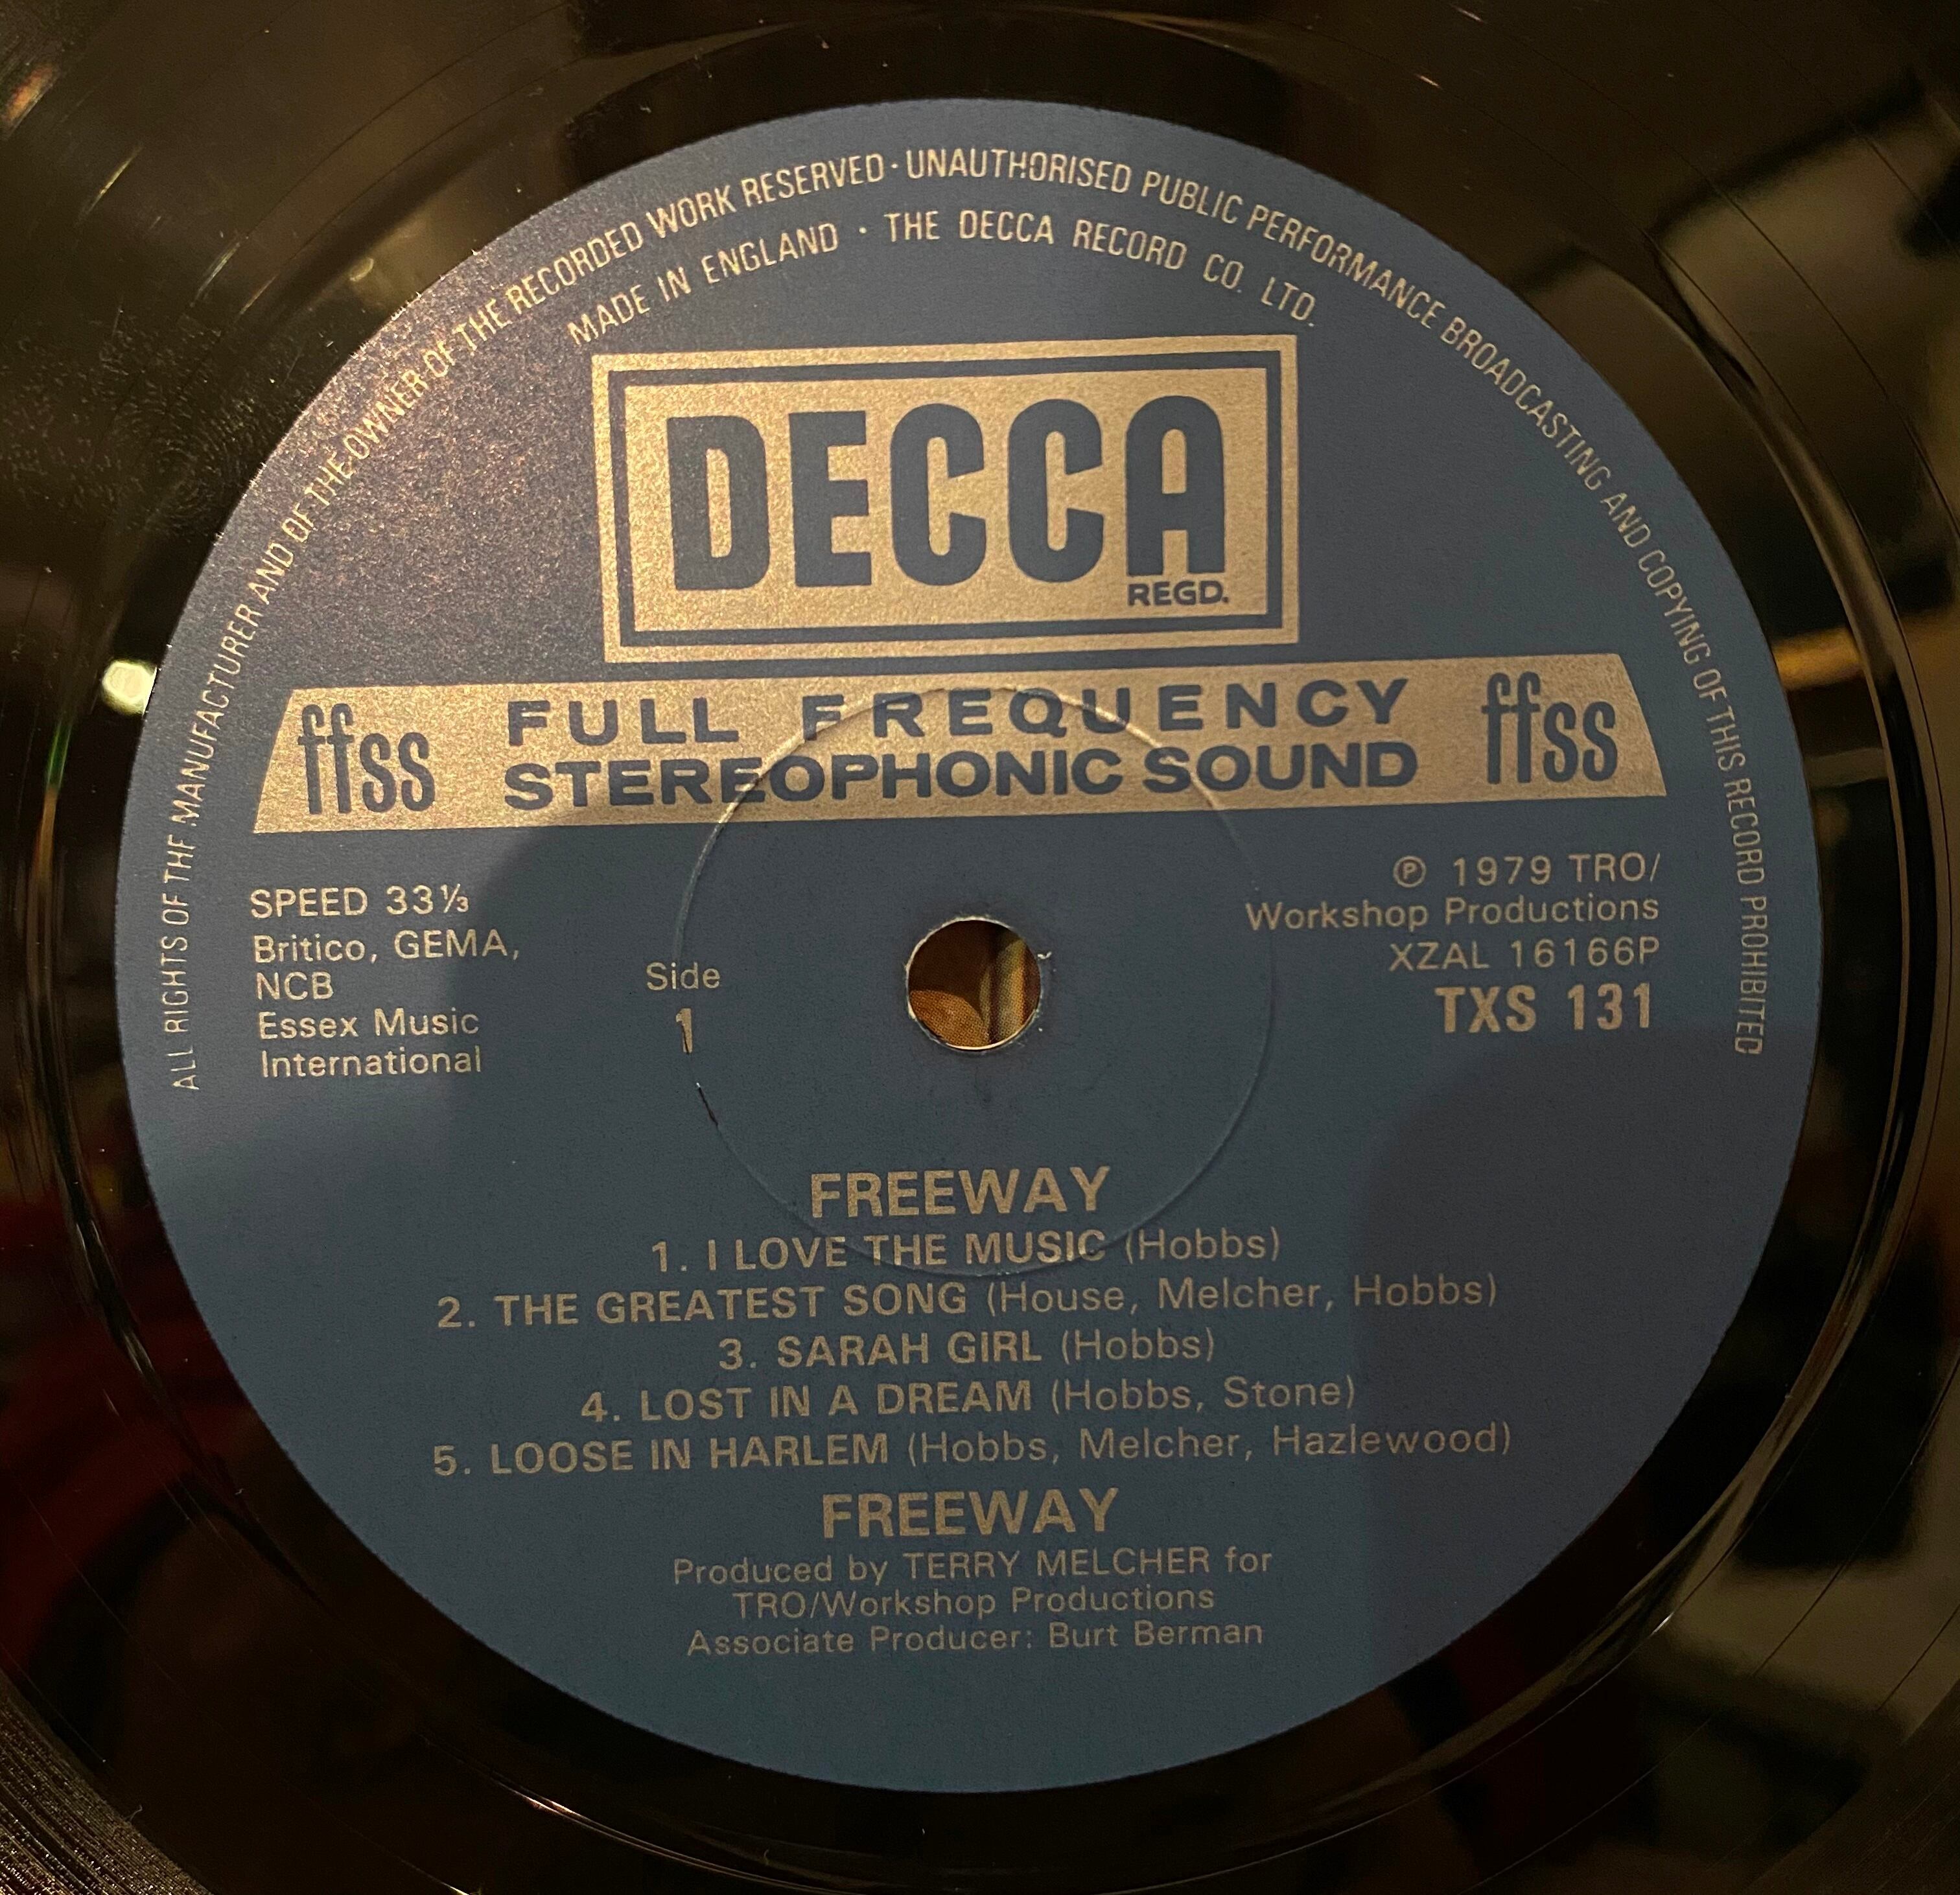 ALL RIGHTS OF THE MANUFACTURER AND OF THE OWNER OF THE RECORDED WORK RESERVED · UNAUTHORISED PUBLIC PERFORMANCE BROADCASTING AND COPYING OF THIS RECORD PROHIBITED
MADE IN ENGLAND · THE DECCA RECORD CO. LTD.
DECCA
REGD.
ffss FULL FREQUENCY STEREOPHONIC SOUND ffss
SPEED 33⅓
Britico, GEMA,
NCB
Essex Music
International
Side
1
℗ 1979 TRO/
Workshop Productions
XZAL 16166P
TXS 131
FREEWAY
1. I LOVE THE MUSIC (Hobbs)
2. THE GREATEST SONG (House, Melcher, Hobbs)
3. SARAH GIRL (Hobbs)
4. LOST IN A DREAM (Hobbs, Stone)
5. LOOSE IN HARLEM (Hobbs, Melcher, Hazlewood)
FREEWAY
Produced by TERRY MELCHER for
TRO/Workshop Productions
Associate Producer: Burt Berman